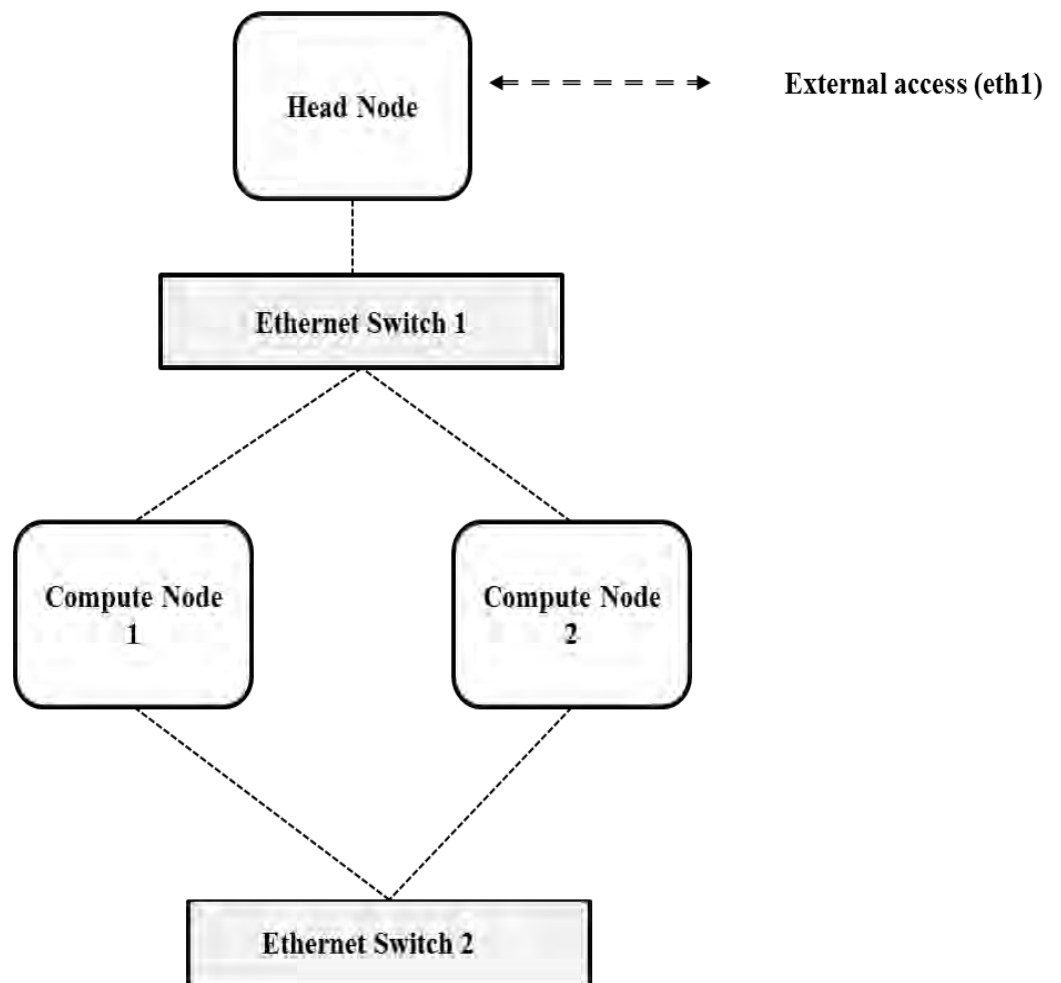 Head Node
External access (eth1)
Ethernet Switch 1
Compute Node
1
Compute Node
2
Ethernet Switch 2